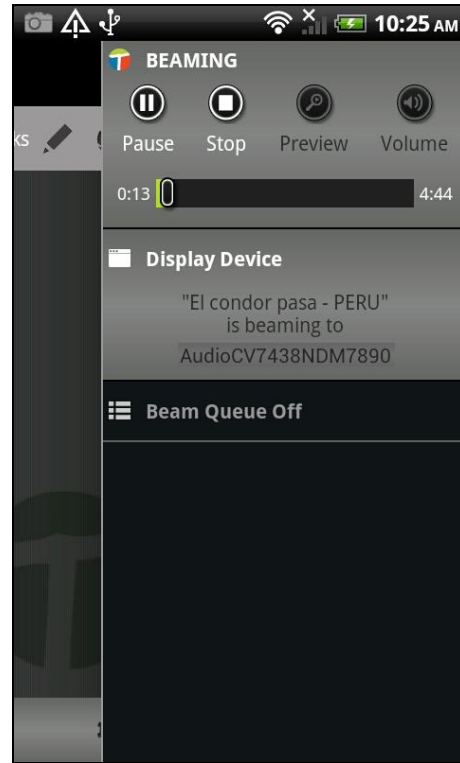 10:25 AM
BEAMING
ks
Pause Stop Preview Volume
0:13 4:44
Display Device
"El condor pasa - PERU"
is beaming to
AudioCV7438NDM7890
Beam Queue Off